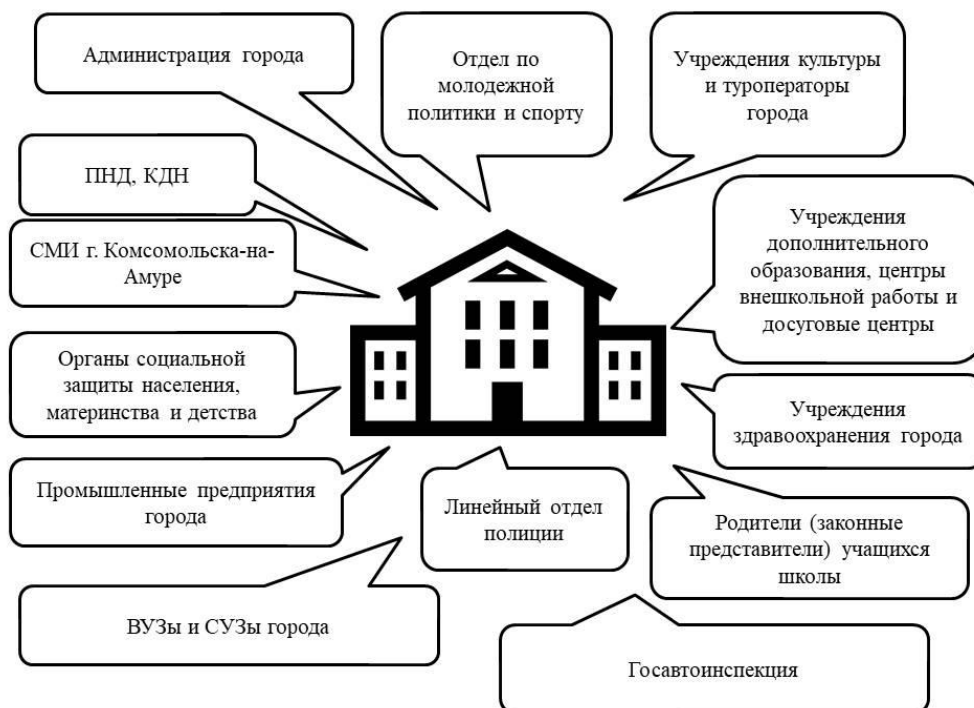 Администрация города
Отдел по
молодежной
политики и спорту
Учреждения культуры
и туроператоры
города
ПНД, КДН
СМИ г. Комсомольска-на-
Амуре
Учреждения
дополнительного
образования, центры
внешкольной работы и
досуговые центры
Органы социальной
защиты населения,
материнства и детства
Учреждения
здравоохранения города
Промышленные предприятия
города
Линейный отдел
полиции
Родители (законные
представители) учащихся
школы
ВУЗы и СУЗы города
Госавтоинспекция